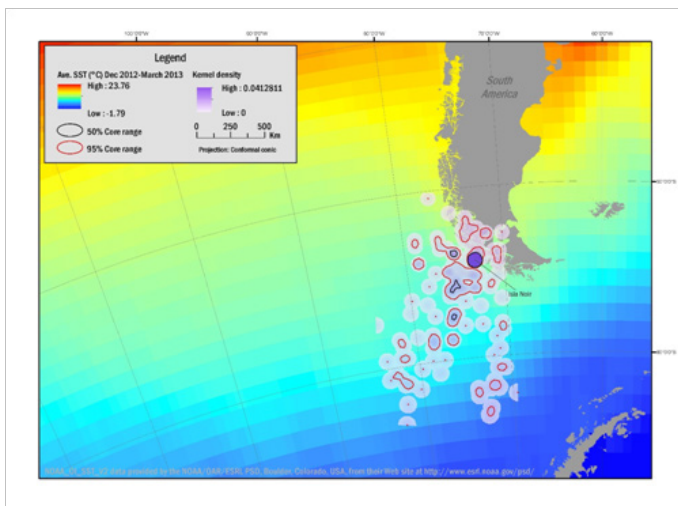 Legend
Ave. SST (°C) Dec 2012-March 2013
High : 23.76
Low : -1.79
50% Core range
95% Core range
Kernel density
High : 0.0412811
Low : 0
0 250 500
Km
Projection: Conformal conic
South
America
Isla Noir
data provided by the NOAA/OAR/ESRL PSD, Boulder, Colorado, USA, from their Web site at http://www.esrl.noaa.gov/psd/